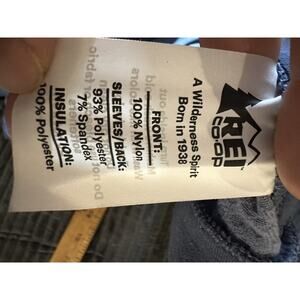 REI
CO·OP
A Wilderness Spirit
Born in 1938
FRONT:
100% Nylon
SLEEVES/BACK:
93% Polyester
7% Spandex
INSULATION:
100% Polyester